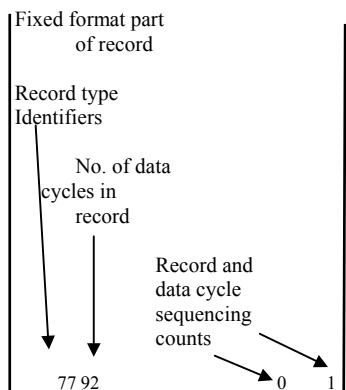 Fixed format part
of record
Record type
Identifiers
No. of data
cycles in
record
Record and
data cycle
sequencing
counts
77 92 0 1